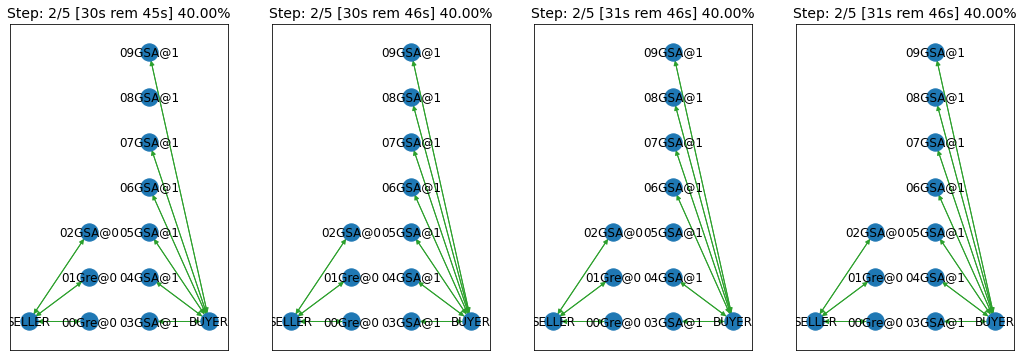 Step: 2/5 [30s rem 45s] 40.00%
09GSA@1
08GSA@1
07GSA@1
06GSA@1
02GSA@0 05GSA@1
01Gre@0 04GSA@1
SELLER 00Gre@0 03GSA@1 BUYER
Step: 2/5 [30s rem 46s] 40.00%
09GSA@1
08GSA@1
07GSA@1
06GSA@1
02GSA@0 05GSA@1
01Gre@0 04GSA@1
SELLER 00Gre@0 03GSA@1 BUYER
Step: 2/5 [31s rem 46s] 40.00%
09GSA@1
08GSA@1
07GSA@1
06GSA@1
02GSA@0 05GSA@1
01Gre@0 04GSA@1
SELLER 00Gre@0 03GSA@1 BUYER
Step: 2/5 [31s rem 46s] 40.00%
09GSA@1
08GSA@1
07GSA@1
06GSA@1
02GSA@0 05GSA@1
01Gre@0 04GSA@1
SELLER 00Gre@0 03GSA@1 BUYER